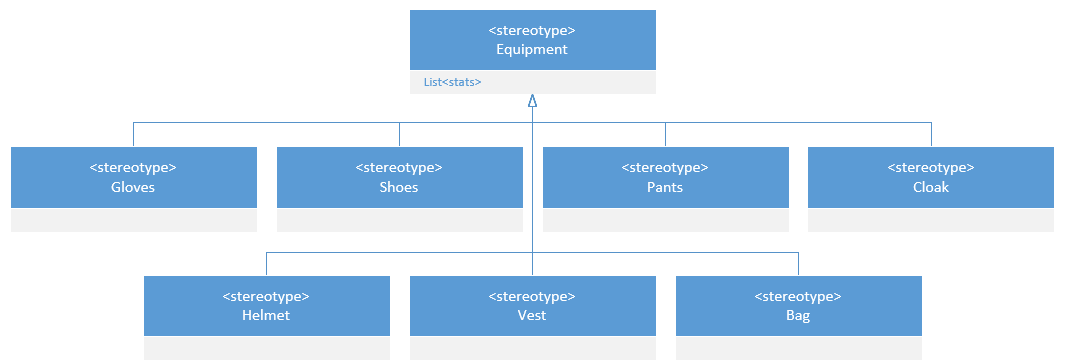 <stereotype>
Equipment
List<stats>
<stereotype>
Gloves
<stereotype>
Shoes
<stereotype>
Pants
<stereotype>
Cloak
<stereotype>
Helmet
<stereotype>
Vest
<stereotype>
Bag